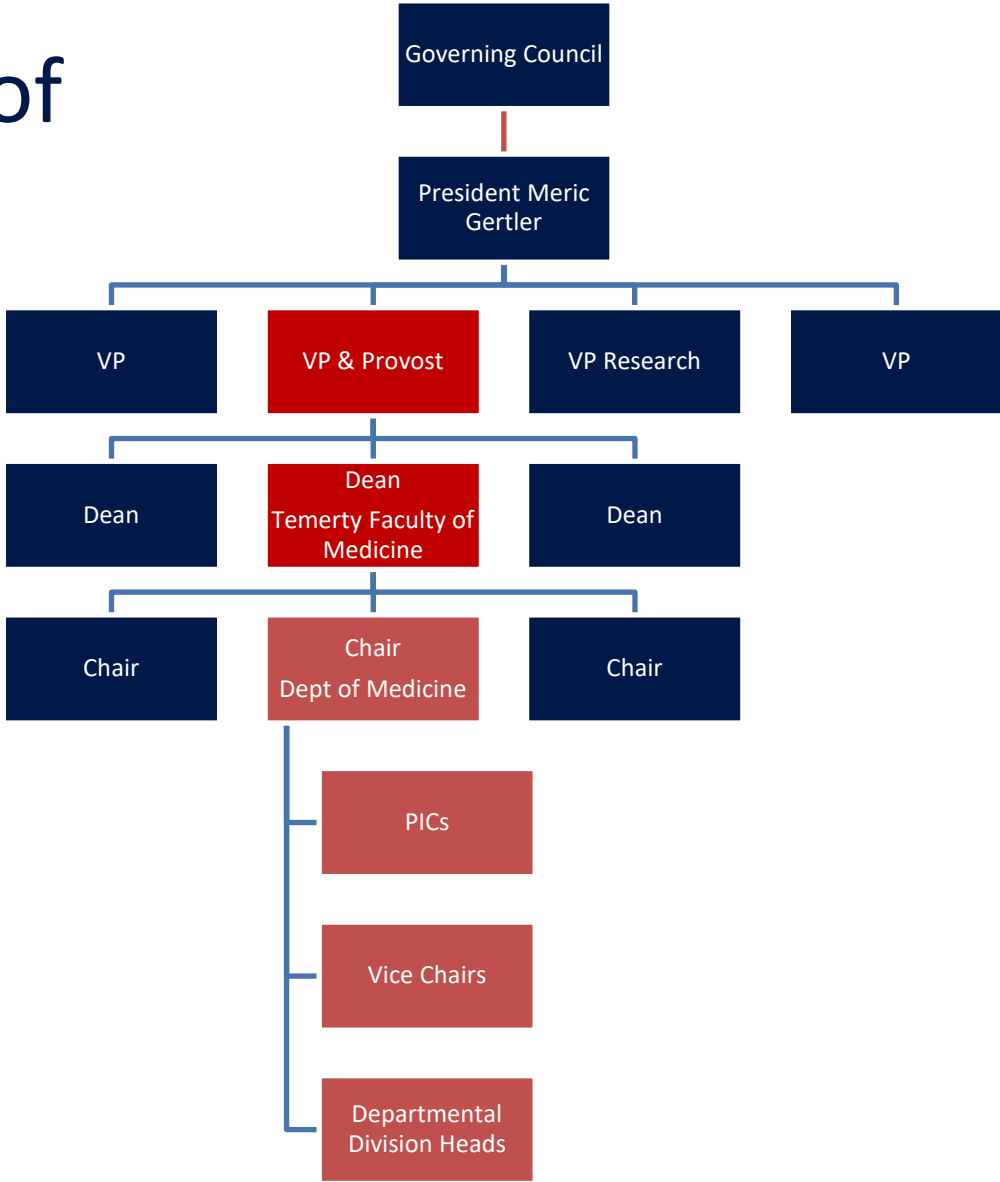 of
Governing Council
President Meric
Gertler
VP
VP & Provost
VP Research
VP
Dean
Dean
Temerty Faculty of
Medicine
Dean
Chair
Chair
Dept of Medicine
Chair
PICs
Vice Chairs
Departmental
Division Heads